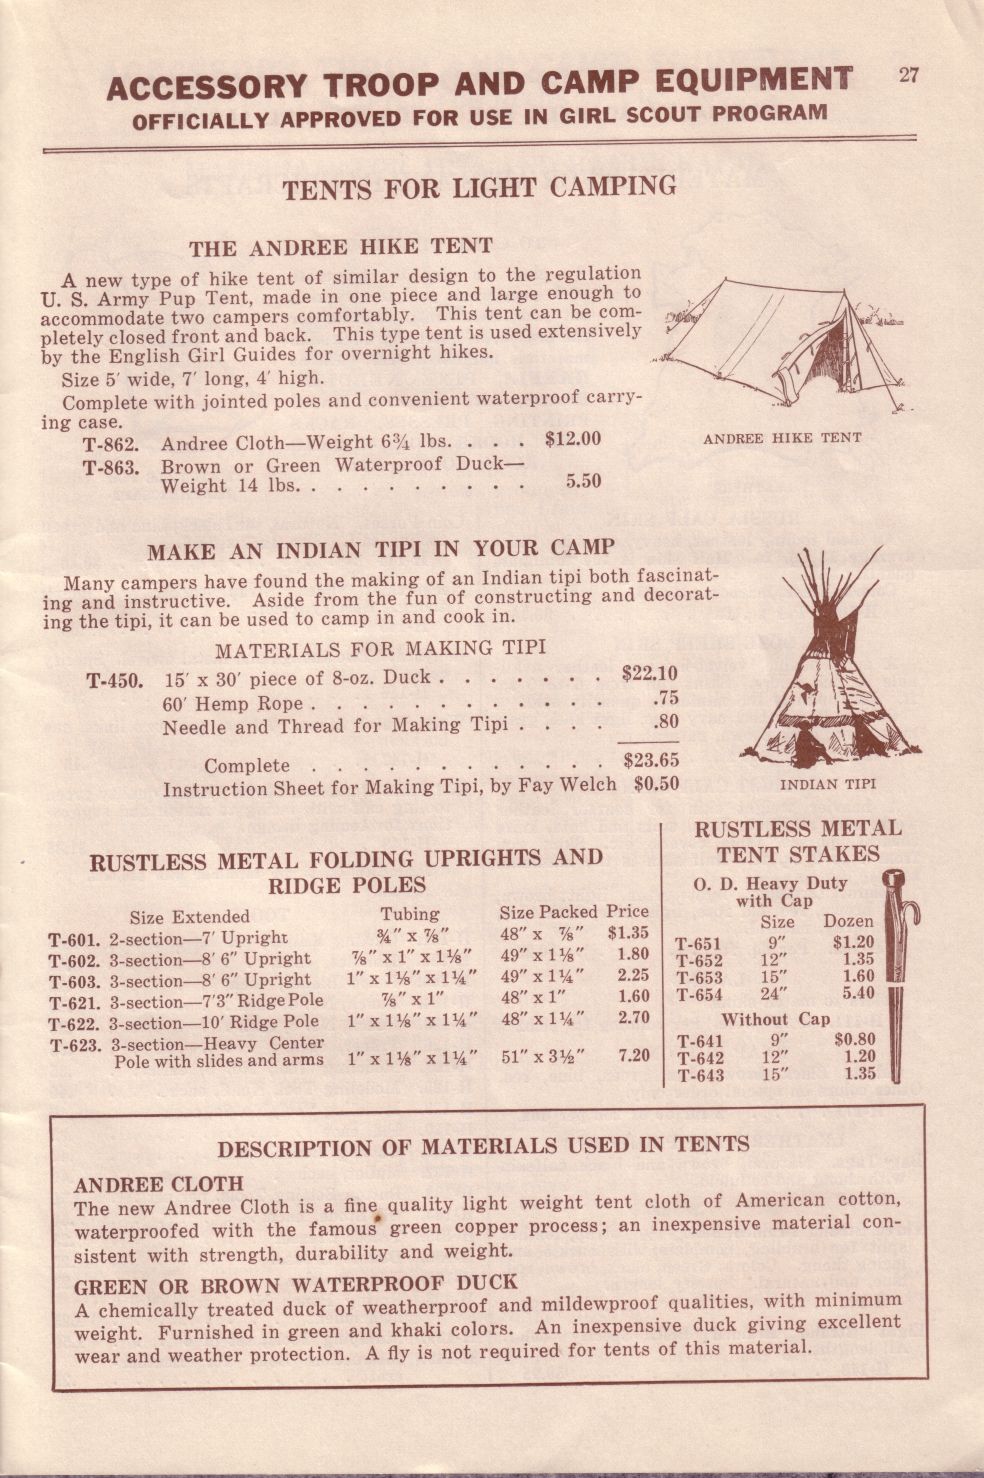 ACCESSORY TROOP AND CAMP EQUIPMENT 27
OFFICIALLY APPROVED FOR USE IN GIRL SCOUT PROGRAM
TENTS FOR LIGHT CAMPING
THE ANDREE HIKE TENT
A new type of hike tent of similar design to the regulation
U. S. Army Pup Tent, made in one piece and large enough to
accommodate two campers comfortably. This tent can be com-
pletely closed front and back. This type tent is used extensively
by the English Girl Guides for overnight hikes.
Size 5′ wide, 7′ long, 4′ high.
Complete with jointed poles and convenient waterproof carry-
ing case.
T-862. Andree Cloth—Weight 6¾ lbs. . . . . $12.00
T-863. Brown or Green Waterproof Duck—
Weight 14 lbs. . . . . . . . . . 5.50
ANDREE HIKE TENT
MAKE AN INDIAN TIPI IN YOUR CAMP
Many campers have found the making of an Indian tipi both fascinat-
ing and instructive. Aside from the fun of constructing and decorat-
ing the tipi, it can be used to camp in and cook in.
MATERIALS FOR MAKING TIPI
T-450. 15′ x 30′ piece of 8-oz. Duck . . . . . . . $22.10
60′ Hemp Rope . . . . . . . . . . . . .75
Needle and Thread for Making Tipi . . . . .80
Complete . . . . . . . . . . . . $23.65
Instruction Sheet for Making Tipi, by Fay Welch $0.50
INDIAN TIPI
RUSTLESS METAL FOLDING UPRIGHTS AND
RIDGE POLES
Size Extended Tubing Size Packed Price
T-601. 2-section—7′ Upright ¾″ x ⅞″ 48″ x ⅞″ $1.35
T-602. 3-section—8′ 6″ Upright ⅞″ x 1″ x 1⅛″ 49″ x 1⅛″ 1.80
T-603. 3-section—8′ 6″ Upright 1″ x 1⅛″ x 1¼″ 49″ x 1¼″ 2.25
T-621. 3-section—7′3″ Ridge Pole ⅞″ x 1″ 48″ x 1″ 1.60
T-622. 3-section—10′ Ridge Pole 1″ x 1⅛″ x 1¼″ 48″ x 1¼″ 2.70
T-623. 3-section—Heavy Center
Pole with slides and arms 1″ x 1⅛″ x 1¼″ 51″ x 3½″ 7.20
RUSTLESS METAL
TENT STAKES
O. D. Heavy Duty
with Cap
Size Dozen
T-651 9″ $1.20
T-652 12″ 1.35
T-653 15″ 1.60
T-654 24″ 5.40
Without Cap
T-641 9″ $0.80
T-642 12″ 1.20
T-643 15″ 1.35
DESCRIPTION OF MATERIALS USED IN TENTS
ANDREE CLOTH
The new Andree Cloth is a fine quality light weight tent cloth of American cotton,
waterproofed with the famous green copper process; an inexpensive material con-
sistent with strength, durability and weight.
GREEN OR BROWN WATERPROOF DUCK
A chemically treated duck of weatherproof and mildewproof qualities, with minimum
weight. Furnished in green and khaki colors. An inexpensive duck giving excellent
wear and weather protection. A fly is not required for tents of this material.